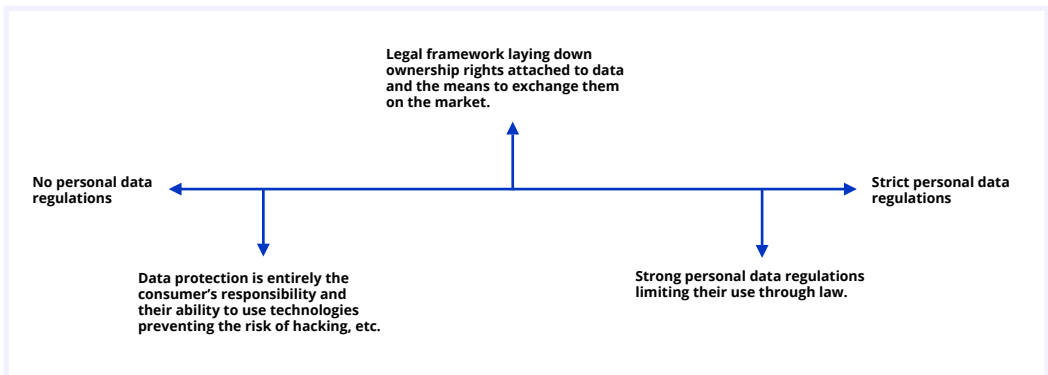 Legal framework laying down
ownership rights attached to data
and the means to exchange them
on the market.
No personal data
regulations
Strict personal data
regulations
Data protection is entirely the
consumer’s responsibility and
their ability to use technologies
preventing the risk of hacking, etc.
Strong personal data regulations
limiting their use through law.